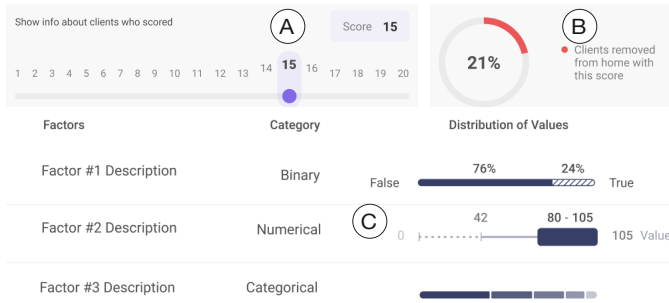 Show info about clients who scored
A
Score 15
B
1 2 3 4 5 6 7 8 9 10 11 12 13 14 15 16 17 18 19 20
21%
Clients removed
from home with
this score
Factors Category Distribution of Values
Factor #1 Description Binary False 76% 24% True
Factor #2 Description Numerical C 0 42 80 - 105 105 Value
Factor #3 Description Categorical